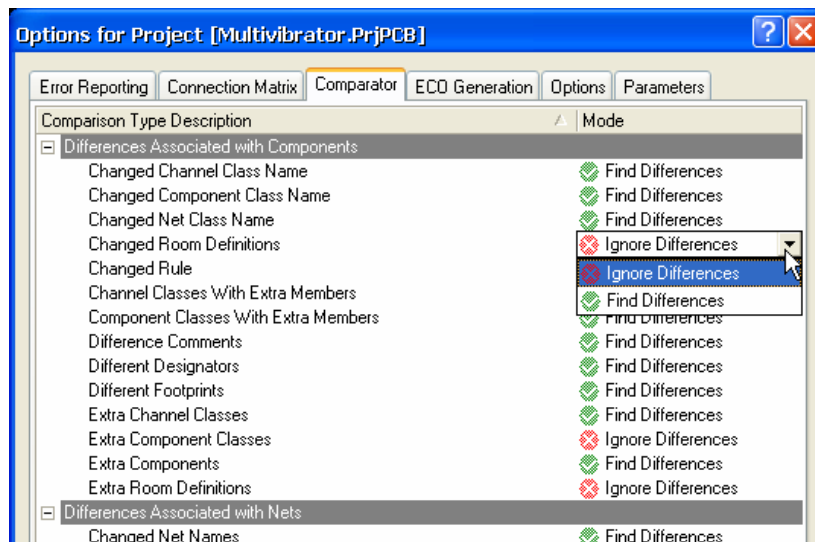 Options for Project [Multivibrator.PrjPCB]
Error Reporting Connection Matrix Comparator ECO Generation Options Parameters
Comparison Type Description Mode
Differences Associated with Components
Changed Channel Class Name Find Differences
Changed Component Class Name Find Differences
Changed Net Class Name Find Differences
Changed Room Definitions Ignore Differences
Changed Rule Ignore Differences
Channel Classes With Extra Members Find Differences
Component Classes With Extra Members Find Differences
Difference Comments Find Differences
Different Designators Find Differences
Different Footprints Find Differences
Extra Channel Classes Find Differences
Extra Component Classes Ignore Differences
Extra Components Find Differences
Extra Room Definitions Ignore Differences
Differences Associated with Nets
Changed Net Names Find Differences